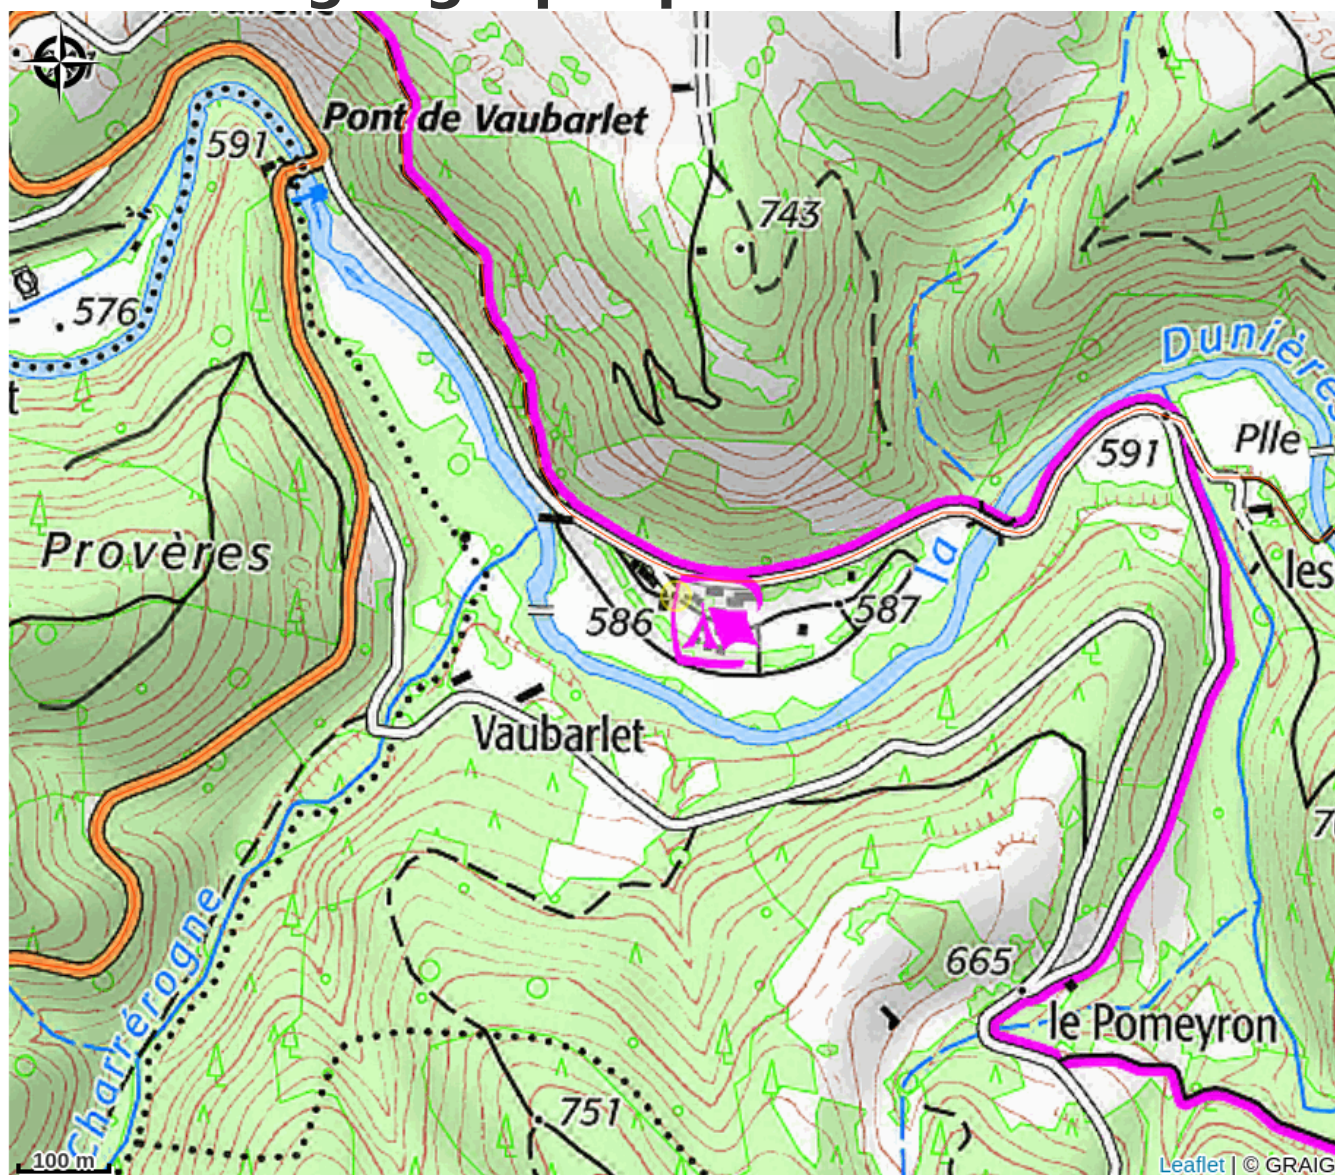 Pont de Vaubarlet
591
743
576
Dunières
Plle
591
Provères
la
les
586
587
Vaubarlet
Charrérogne
665
le Pomeyron
751
100 m
Leaflet | © GRAIG